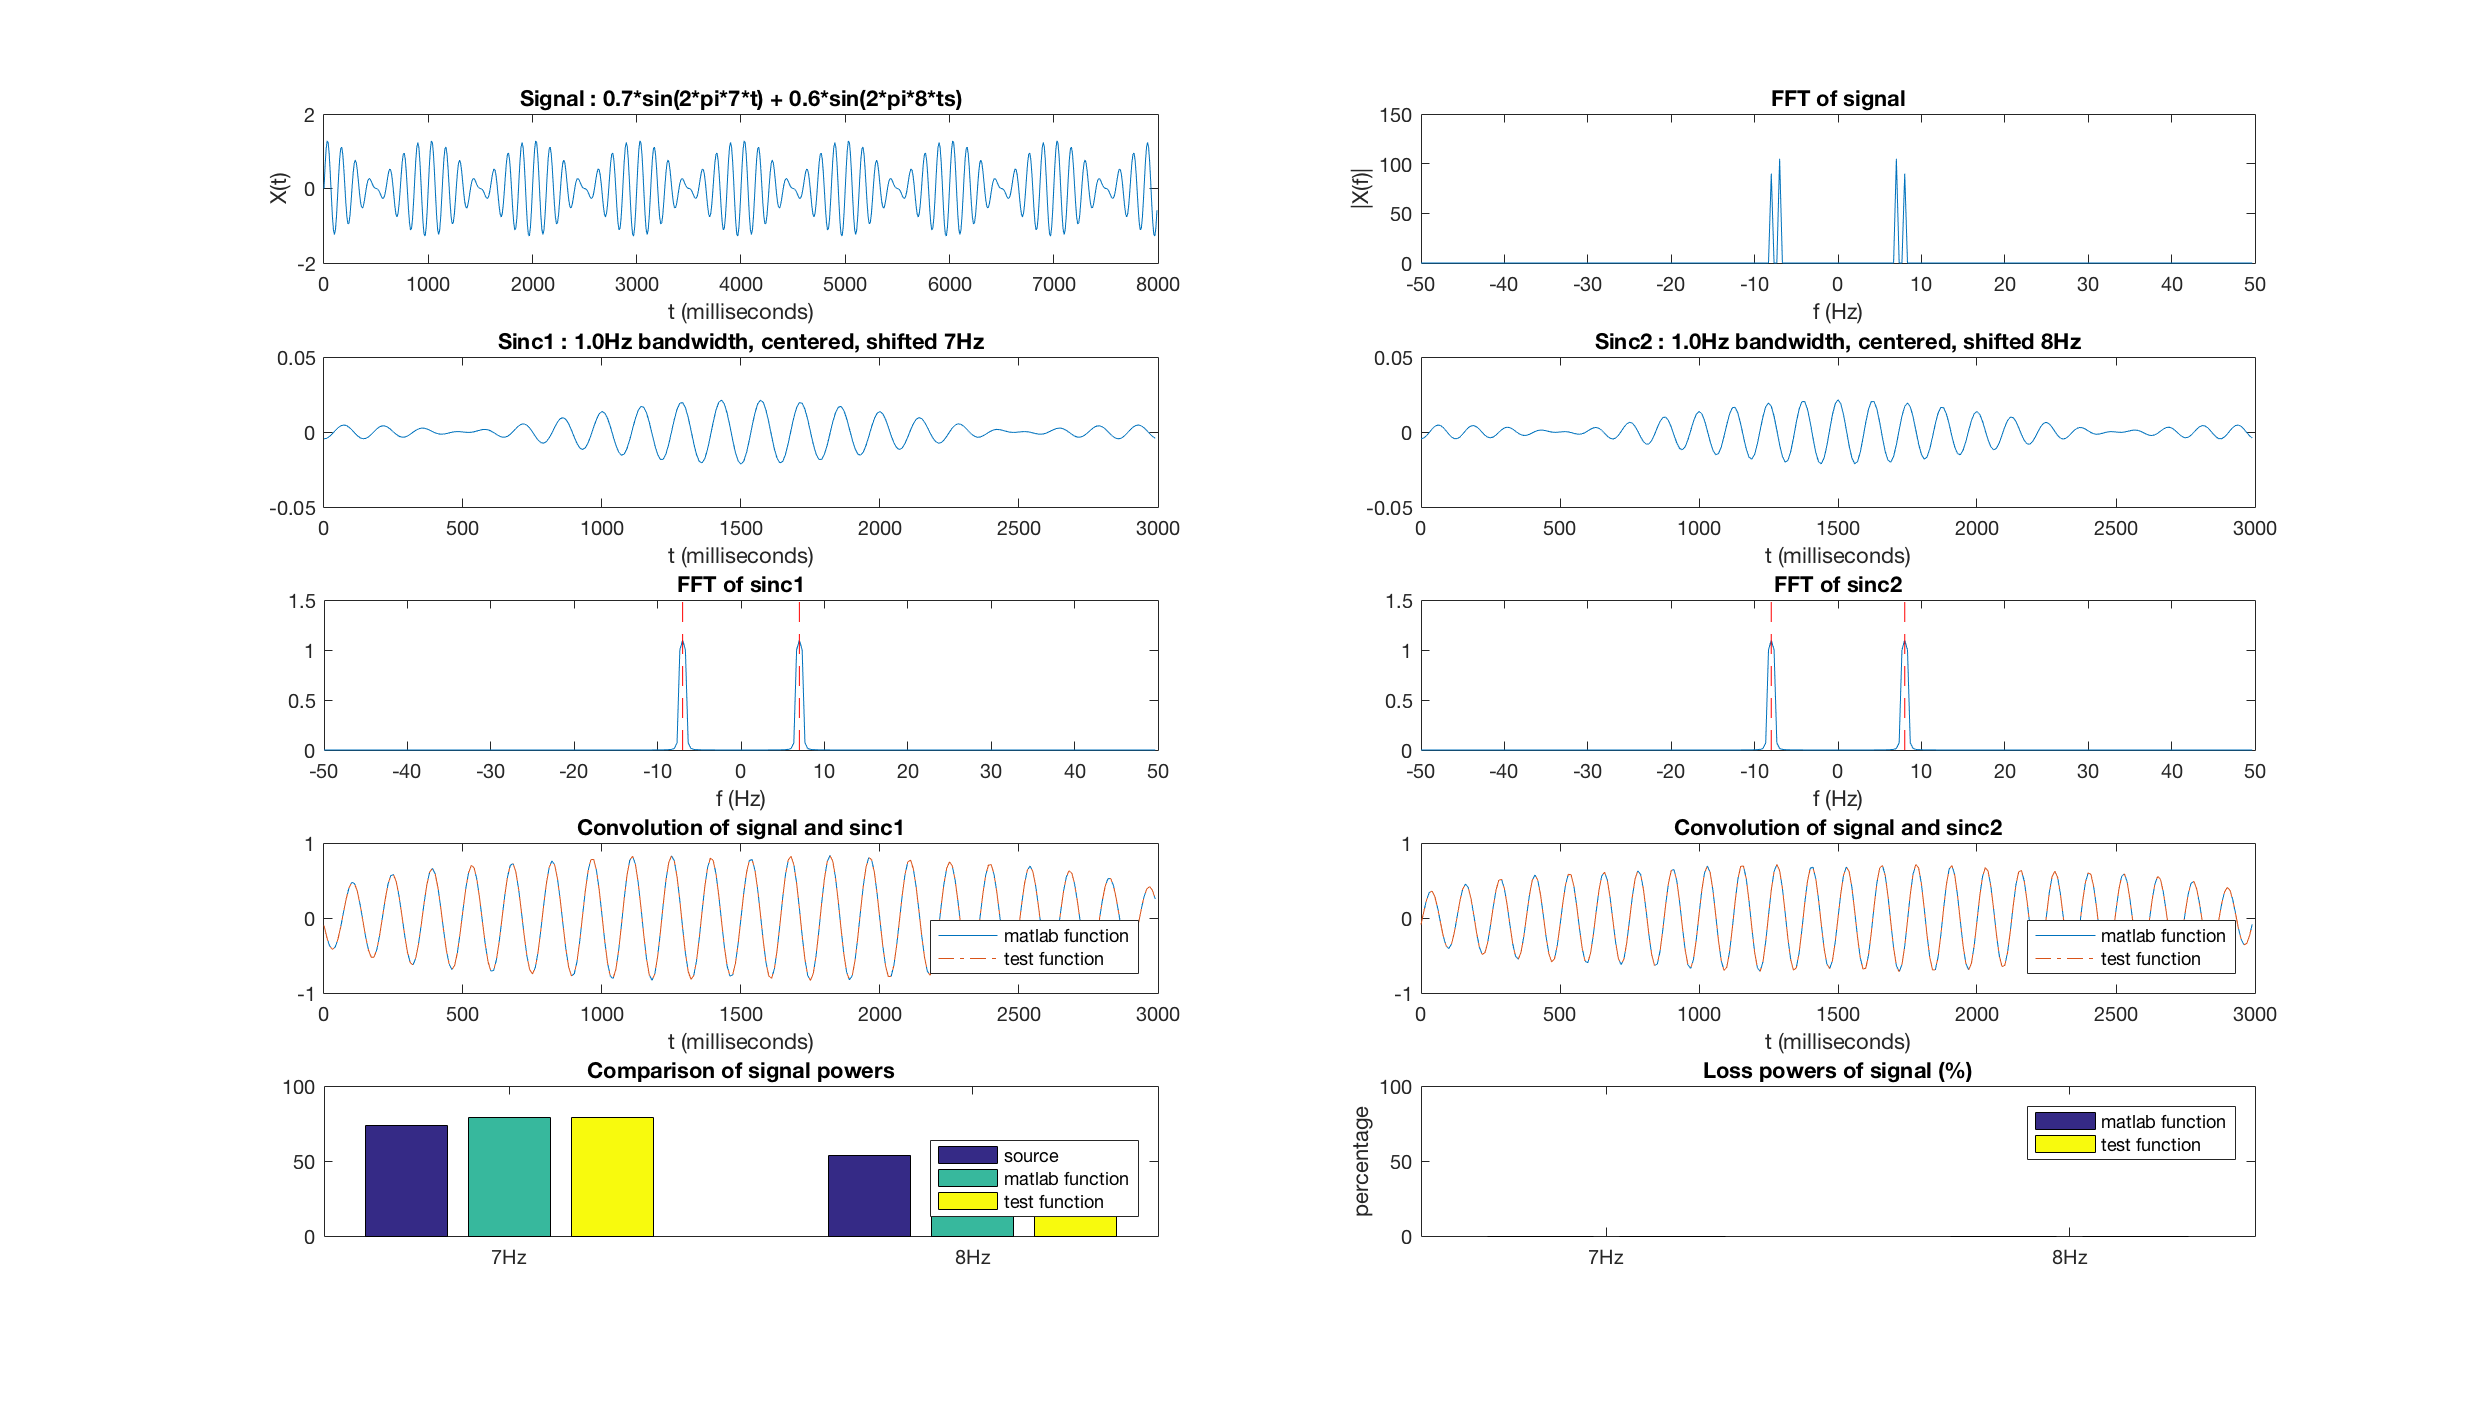 Signal : 0.7*sin(2*pi*7*t) + 0.6*sin(2*pi*8*ts)
X(t)
2
0
-2
0 1000 2000 3000 4000 5000 6000 7000 8000
t (milliseconds)
FFT of signal
|X(f)|
150
100
50
0
-50 -40 -30 -20 -10 0 10 20 30 40 50
f (Hz)
Sinc1 : 1.0Hz bandwidth, centered, shifted 7Hz
0.05
0
-0.05
0 500 1000 1500 2000 2500 3000
t (milliseconds)
Sinc2 : 1.0Hz bandwidth, centered, shifted 8Hz
0.05
0
-0.05
0 500 1000 1500 2000 2500 3000
t (milliseconds)
FFT of sinc1
1.5
1
0.5
0
-50 -40 -30 -20 -10 0 10 20 30 40 50
f (Hz)
FFT of sinc2
1.5
1
0.5
0
-50 -40 -30 -20 -10 0 10 20 30 40 50
f (Hz)
Convolution of signal and sinc1
1
0
-1
matlab function
test function
0 500 1000 1500 2000 2500 3000
t (milliseconds)
Convolution of signal and sinc2
1
0
-1
matlab function
test function
0 500 1000 1500 2000 2500 3000
t (milliseconds)
Comparison of signal powers
100
50
0
source
matlab function
test function
7Hz 8Hz
Loss powers of signal (%)
percentage
100
50
0
matlab function
test function
7Hz 8Hz